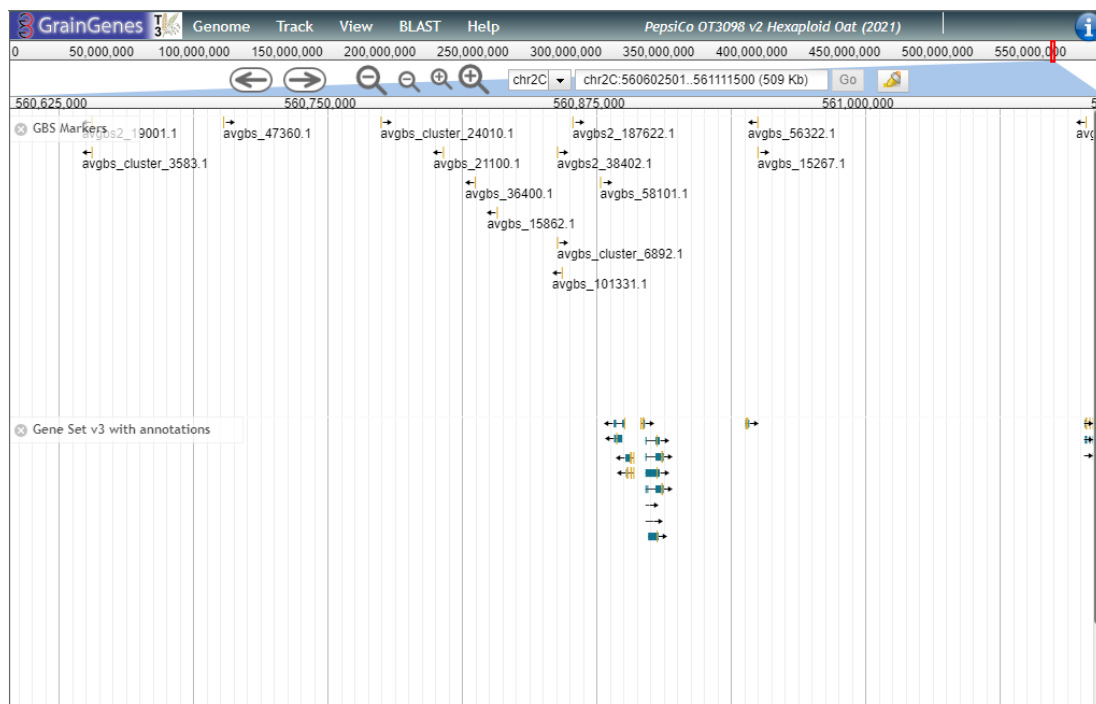 GrainGenes T3 Genome Track View BLAST Help PepsiCo OT3098 v2 Hexaploid Oat (2021) i
0 50,000,000 100,000,000 150,000,000 200,000,000 250,000,000 300,000,000 350,000,000 400,000,000 450,000,000 500,000,000 550,000,000
chr2C chr2C:560602501..561111500 (509 Kb) Go
560,625,000 560,750,000 560,875,000 561,000,000 5
GBS Markers
avgbs2_19001.1 avgbs_47360.1 avgbs_cluster_24010.1 avgbs2_187622.1 avgbs_56322.1 avg
avgbs_cluster_3583.1 avgbs_21100.1 avgbs2_38402.1 avgbs_15267.1
avgbs_36400.1 avgbs_58101.1
avgbs_15862.1
avgbs_cluster_6892.1
avgbs_101331.1
Gene Set v3 with annotations